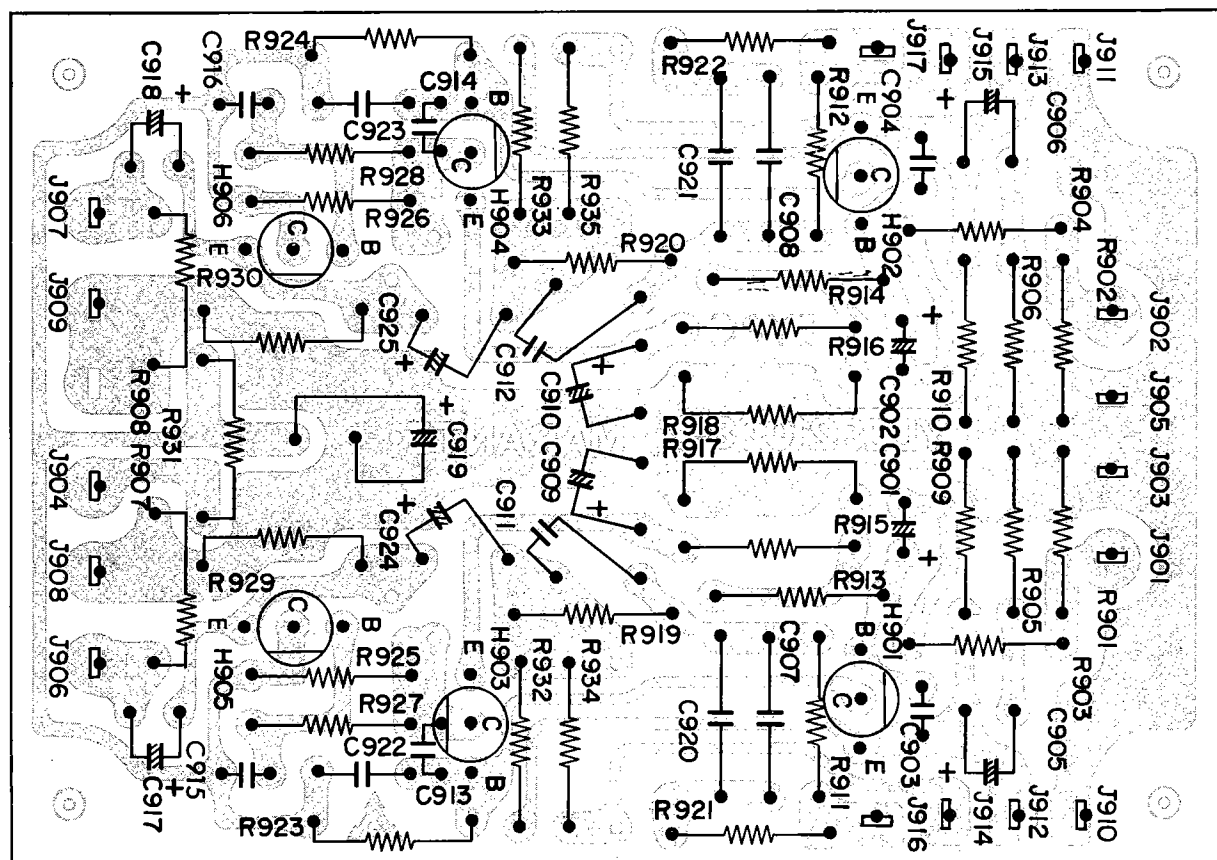 R924
C916
C918
+
C914
B
C923
C
R928
R926
E
H906
J907
E
C
B
R930
J909
H904
R933
R935
R920
R922
C921
C908
R912
E
C904
C
B
H902
J917
J915
J913
J911
+
C906
R904
R914
R916
R902
R906
J902
J905
C925
+
C912
C910
+
R918
R917
C902
C901
+
R910
R909
R908
R907
R931
C919
+
J904
J908
J903
J901
C924
+
C911
C909
+
R915
R913
+
R929
E
C
B
H905
J906
R925
R927
E
C
B
H903
R932
R934
R919
C907
C920
R911
H901
B
C
E
C903
R905
R901
R903
C905
+
C922
C913
C915
C917
+
R923
R921
J916
J914
J912
J910